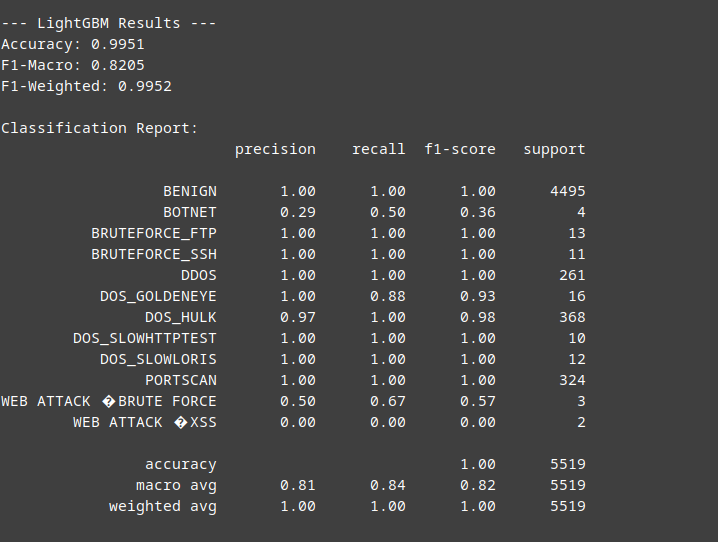 --- LightGBM Results ---
Accuracy: 0.9951
F1-Macro: 0.8205
F1-Weighted: 0.9952
Classification Report:
precision recall f1-score support
BENIGN 1.00 1.00 1.00 4495
BOTNET 0.29 0.50 0.36 4
BRUTEFORCE_FTP 1.00 1.00 1.00 13
BRUTEFORCE_SSH 1.00 1.00 1.00 11
DDOS 1.00 1.00 1.00 261
DOS_GOLDENEYE 1.00 0.88 0.93 16
DOS_HULK 0.97 1.00 0.98 368
DOS_SLOWHTTPTEST 1.00 1.00 1.00 10
DOS_SLOWLORIS 1.00 1.00 1.00 12
PORTSCAN 1.00 1.00 1.00 324
WEB ATTACK �BRUTE FORCE 0.50 0.67 0.57 3
WEB ATTACK �XSS 0.00 0.00 0.00 2
accuracy 1.00 5519
macro avg 0.81 0.84 0.82 5519
weighted avg 1.00 1.00 1.00 5519